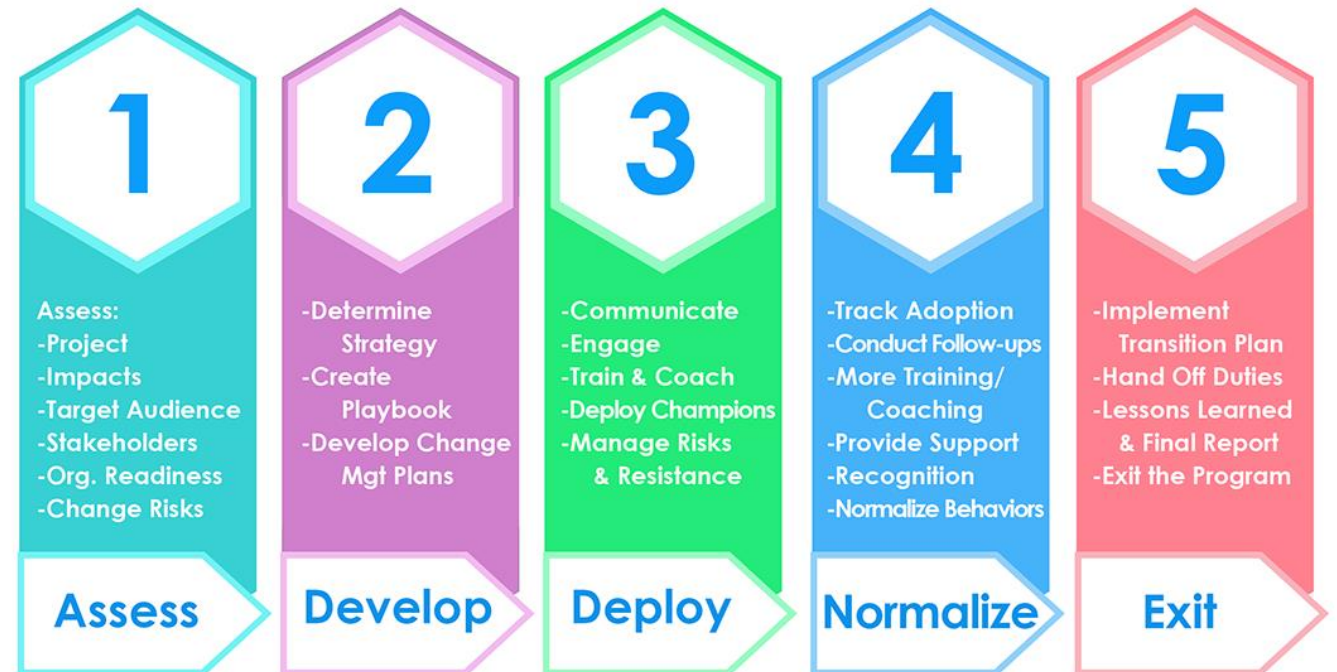 1
Assess:
-Project
-Impacts
-Target Audience
-Stakeholders
-Org. Readiness
-Change Risks
Assess
2
-Determine
Strategy
-Create
Playbook
-Develop Change
Mgt Plans
Develop
3
-Communicate
-Engage
-Train & Coach
-Deploy Champions
-Manage Risks
& Resistance
Deploy
4
-Track Adoption
-Conduct Follow-ups
-More Training/
Coaching
-Provide Support
-Recognition
-Normalize Behaviors
Normalize
5
-Implement
Transition Plan
-Hand Off Duties
-Lessons Learned
& Final Report
-Exit the Program
Exit